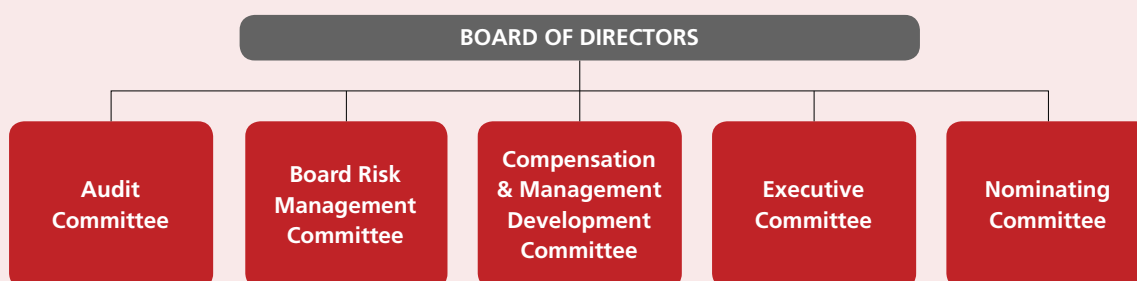 BOARD OF DIRECTORS
Audit
Committee
Board Risk
Management
Committee
Compensation
& Management
Development
Committee
Executive
Committee
Nominating
Committee